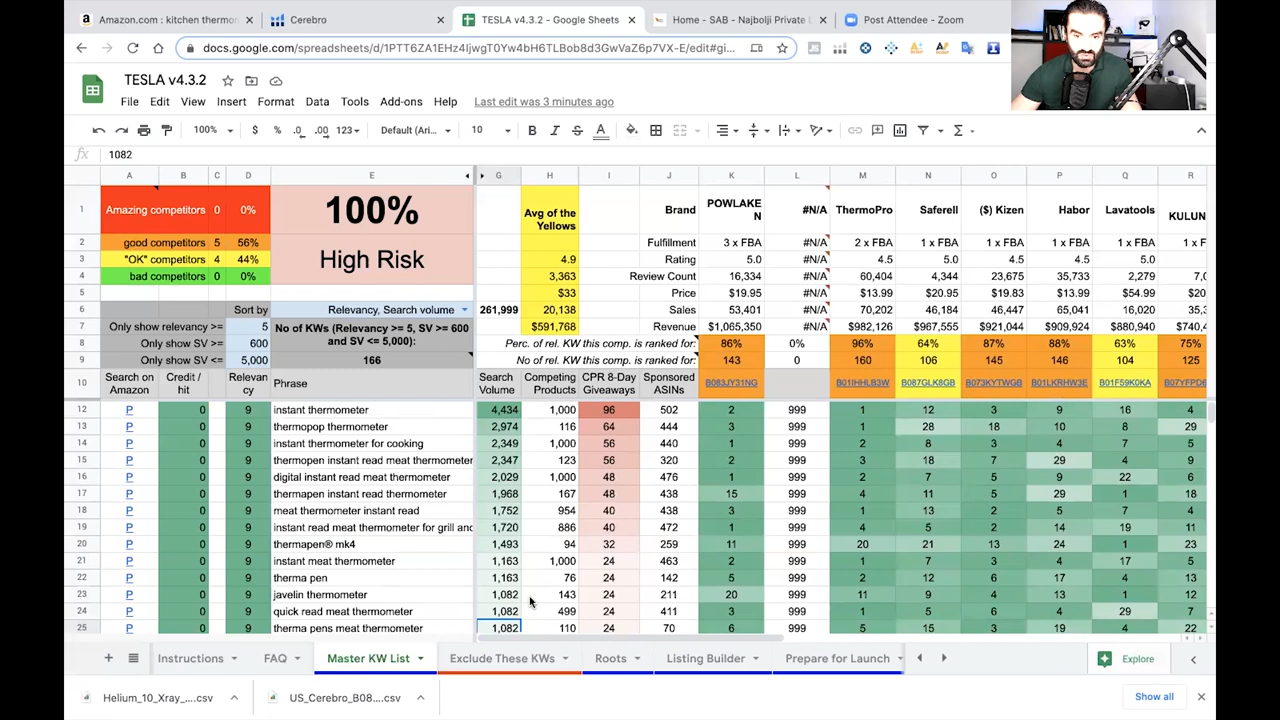 Amazon.com : kitchen thermon
Cerebro
TESLA v4.3.2 - Google Sheets
Home - SAB - Najbolji Private L
Post Attendee - Zoom
docs.google.com/spreadsheets/d/1PTT6ZA1EHz4IjwgT0Yw4bH6TLBob8d3GwVaZ6p7VX-E/edit#gi...
TESLA v4.3.2
File Edit View Insert Format Data Tools Add-ons Help Last edit was 3 minutes ago
100% $ % .0 .00 123 Default (Ari... 10 B I S A
fx 1082
A B C D E G H I J K L M N O P Q R
1 Amazing competitors 0 0% 100% Avg of the Yellows Brand POWLAKEN #N/A ThermoPro Saferell ($) Kizen Habor Lavatools KULUN
2 good competitors 5 56% High Risk Fulfillment 3 x FBA #N/A 2 x FBA 1 x FBA 1 x FBA 1 x FBA 1 x FBA 1 x F
3 "OK" competitors 4 44% 4.9 Rating 5.0 #N/A 4.5 5.0 4.5 4.5 5.0
4 bad competitors 0 0% 3,363 Review Count 16,334 #N/A 60,404 4,344 23,675 35,733 2,279 7,0
5 $33 Price $19.95 #N/A $13.99 $20.95 $19.83 $13.99 $54.99 $20
6 Sort by Relevancy, Search volume 261,999 20,138 Sales 53,401 #N/A 70,202 46,198 46,447 65,041 16,020 35,3
7 Only show relevancy >= 5 No of KWs (Relevancy >= 5, SV >= 600 and SV <= 5,000): $591,768 Revenue $1,065,350 #N/A $982,126 $967,555 $921,044 $909,924 $880,940 $740,4
8 Only show SV >= 600 Perc. of rel. KW this comp. is ranked for: 86% 0% 96% 64% 87% 88% 63% 75%
9 Only show SV <= 5,000 166 No of rel. KW this comp. is ranked for: 143 0 160 106 145 146 104 125
10 Search on Amazon Credit / hit Relevancy Phrase Search Volume Competing Products CPR 8-Day Giveaways Sponsored ASINs B083JY31NG B01IHHLB3W B087GLK8GB B073KYTWGB B01LKRHW3E B01F59K0KA B07YFPD6
12 P 0 9 instant thermometer 4,434 1,000 96 502 2 999 1 12 3 9 16 4
13 P 0 9 thermopop thermometer 2,974 116 64 444 3 999 1 28 18 10 8 29
14 P 0 9 instant thermometer for cooking 2,349 1,000 56 440 1 999 2 8 3 4 7 5
15 P 0 9 thermopen instant read meat thermometer 2,347 123 56 320 2 999 3 18 7 29 4 9
16 P 0 9 digital instant read meat thermometer 2,029 1,000 48 476 1 999 2 7 5 9 22 6
17 P 0 9 thermapen instant read thermometer 1,968 167 48 438 15 999 4 11 5 29 1 18
18 P 0 9 meat thermometer instant read 1,752 954 40 438 3 999 1 13 2 5 7 4
19 P 0 9 instant read meat thermometer for grill and 1,720 886 40 472 1 999 4 5 2 14 19 11
20 P 0 9 thermapen® mk4 1,493 94 32 259 11 999 20 21 13 24 1 23
21 P 0 9 instant meat thermometer 1,163 1,000 24 463 2 999 1 7 3 4 17 5
22 P 0 9 therma pen 1,163 76 24 142 5 999 2 12 6 17 4 13
23 P 0 9 javelin thermometer 1,082 143 24 211 20 999 11 9 4 13 1 12
24 P 0 9 quick read meat thermometer 1,082 499 24 411 3 999 1 5 6 4 29 7
25 P 0 9 therma pens meat thermometer 1,082 110 24 70 6 999 5 15 3 19 4 22
Instructions FAQ Master KW List Exclude These KWs Roots Listing Builder Prepare for Launch Explore
Helium_10_Xray_....csv
US_Cerebro_B08....csv
Show all